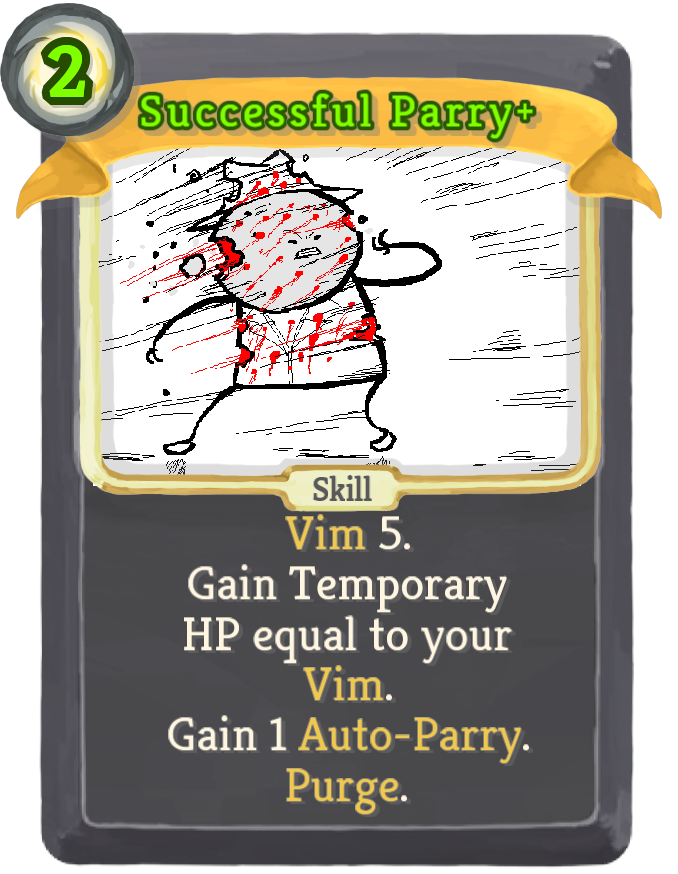 2
Successful Parry+
Skill
Vim 5.
Gain Temporary
HP equal to your
Vim.
Gain 1 Auto-Parry.
Purge.